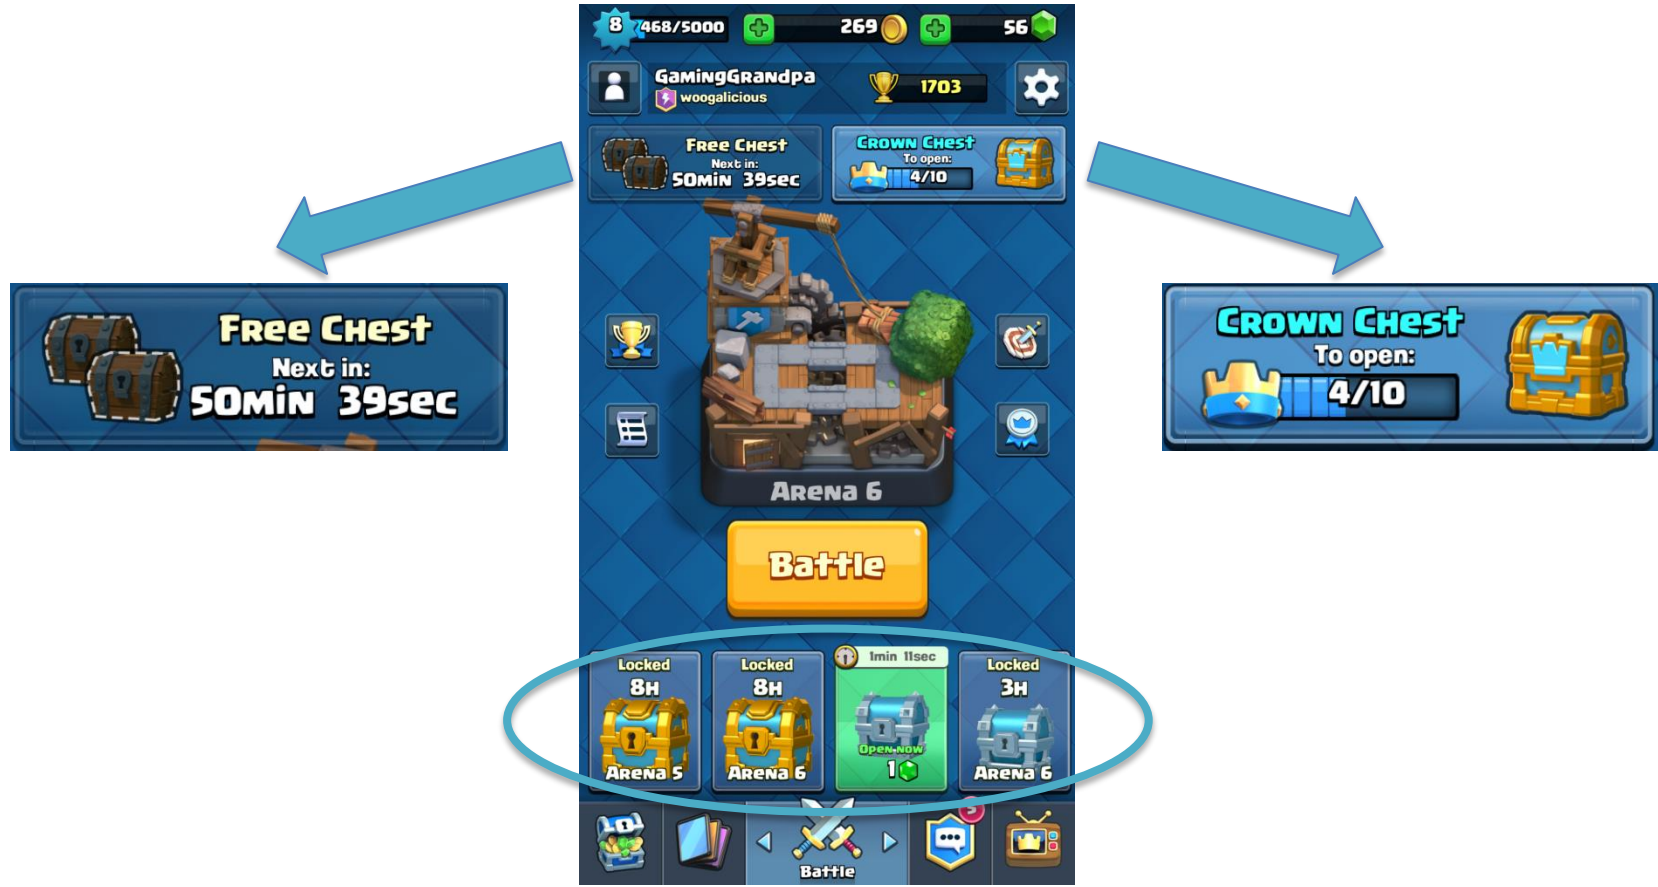 8 468/5000 269 56
GamingGrandpa
woogalicious
1703
Free Chest
Next in:
50min 39sec
Crown Chest
To open:
4/10
Free Chest
Next in:
50min 39sec
Crown Chest
To open:
4/10
Arena 6
Battle
Locked
8H
Arena 5
Locked
8H
Arena 6
1min 11sec
Open now
1
Locked
3H
Arena 6
Battle